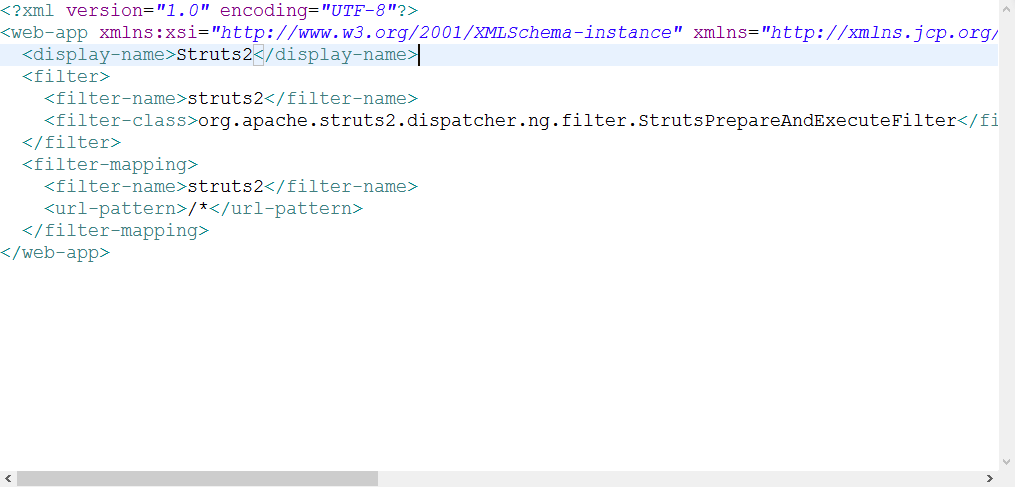 <?xml version="1.0" encoding="UTF-8"?>
<web-app xmlns:xsi="http://www.w3.org/2001/XMLSchema-instance" xmlns="http://xmlns.jcp.org/
<display-name>Struts2</display-name>
<filter>
<filter-name>struts2</filter-name>
<filter-class>org.apache.struts2.dispatcher.ng.filter.StrutsPrepareAndExecuteFilter</fi
</filter>
<filter-mapping>
<filter-name>struts2</filter-name>
<url-pattern>/*</url-pattern>
</filter-mapping>
</web-app>